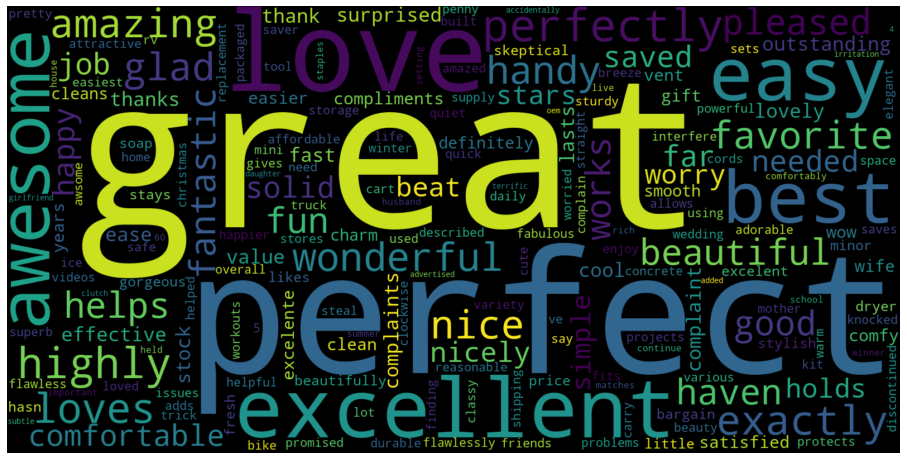 great
perfect
love
excellent
easy
awesome
best
amazing
perfectly
pleased
favorite
beautiful
wonderful
fantastic
highly
nice
loves
exactly
comfortable
helps
handy
works
good
glad
job
happy
solid
fun
simple
nicely
haven
holds
far
needed
worry
saved
stars
beat
thank
surprised
outstanding
lovely
cool
value
effective
ease
stock
complaints
complaint
satisfied
thanks
cleans
easier
compliments
fast
definitely
lasts
gift
vent
skeptical
sturdy
smooth
interfere
cords
space
powerful
sets
elegant
irritation
accidentally
4
penny
built
amazed
setting
packaged
saver
tool
staples
pretty
rv
attractive
easiest
house
replacement
storage
supply
quiet
breeze
oem
live
straight
worried
affordable
mini
gives
need
life
winter
quick
daughter
terrific
daily
cart
husband
truck
stores
used
charm
described
fabulous
rich
using
allows
wedding
adorable
enjoy
wow
minor
saves
wife
excelent
concrete
cute
advertised
likes
overall
happier
soap
home
stays
awsome
christmas
girlfriend
years
safe
60
ice
videos
gorgeous
clutch
helped
superb
held
flawless
important
loved
hasn
issues
adds
trick
subtle
fresh
bike
helpful
workouts
5
excelente
clean
steal
summer
clockwise
variety
ve
say
reasonable
continue
beautifully
lot
price
promised
durable
classy
flawlessly
finding
friends
shipping
problems
carry
fits
matches
projects
various
little
bargain
beauty
added
school
mother
stylish
kit
warm
winner
dryer
knocked
comfy
discontinued
protects
comfortably